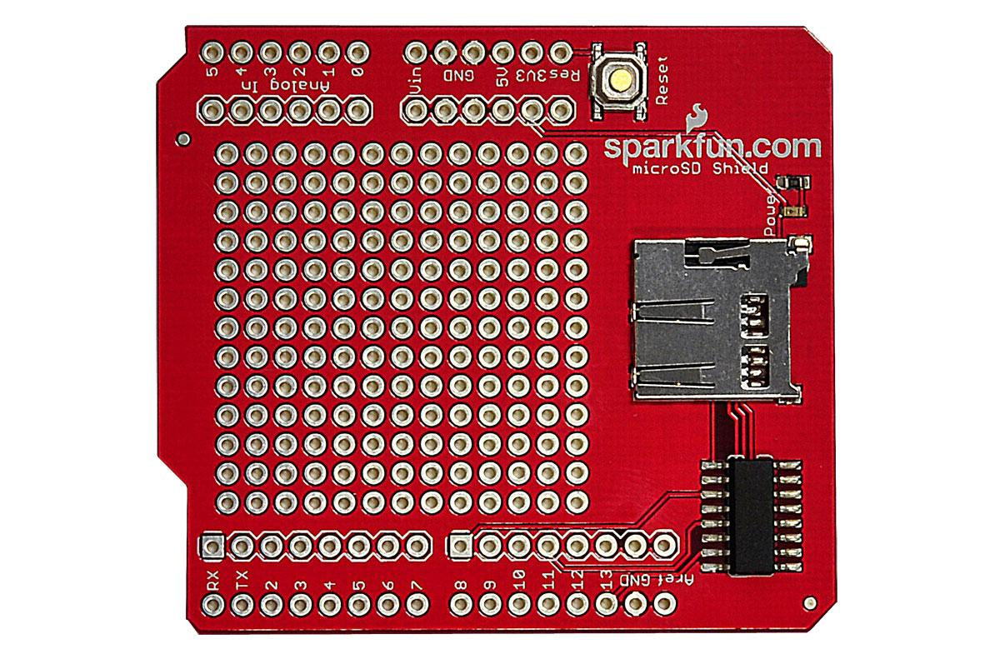 5 4 3 2 1 0
Analog In
Vin GND 5V 3V3 Res
Reset
sparkfun.com
microSD Shield
Power
RX TX 2 3 4 5 6 7
8 9 10 11 12 13 GND Aref